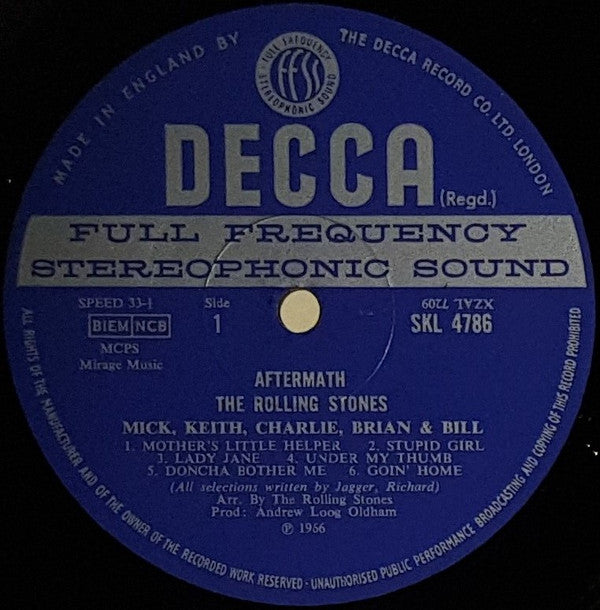 MADE IN ENGLAND BY
THE DECCA RECORD CO. LTD. LONDON
FULL FREQUENCY
FFSS
STEREOPHONIC SOUND
DECCA
(Regd.)
FULL FREQUENCY
STEREOPHONIC SOUND
SPEED 33-1
Side
XZAL 7209
BIEM NCB
1
SKL 4786
MCPS
Mirage Music
AFTERMATH
THE ROLLING STONES
MICK, KEITH, CHARLIE, BRIAN & BILL
1. MOTHER'S LITTLE HELPER 2. STUPID GIRL
3. LADY JANE 4. UNDER MY THUMB
5. DONCHA BOTHER ME 6. GOIN' HOME
(All selections written by Jagger, Richard)
Arr. By The Rolling Stones
Prod: Andrew Loog Oldham
℗ 1966
ALL RIGHTS OF THE MANUFACTURER AND OF THE OWNER OF THE RECORDED WORK RESERVED · UNAUTHORISED PUBLIC PERFORMANCE BROADCASTING AND COPYING OF THIS RECORD PROHIBITED